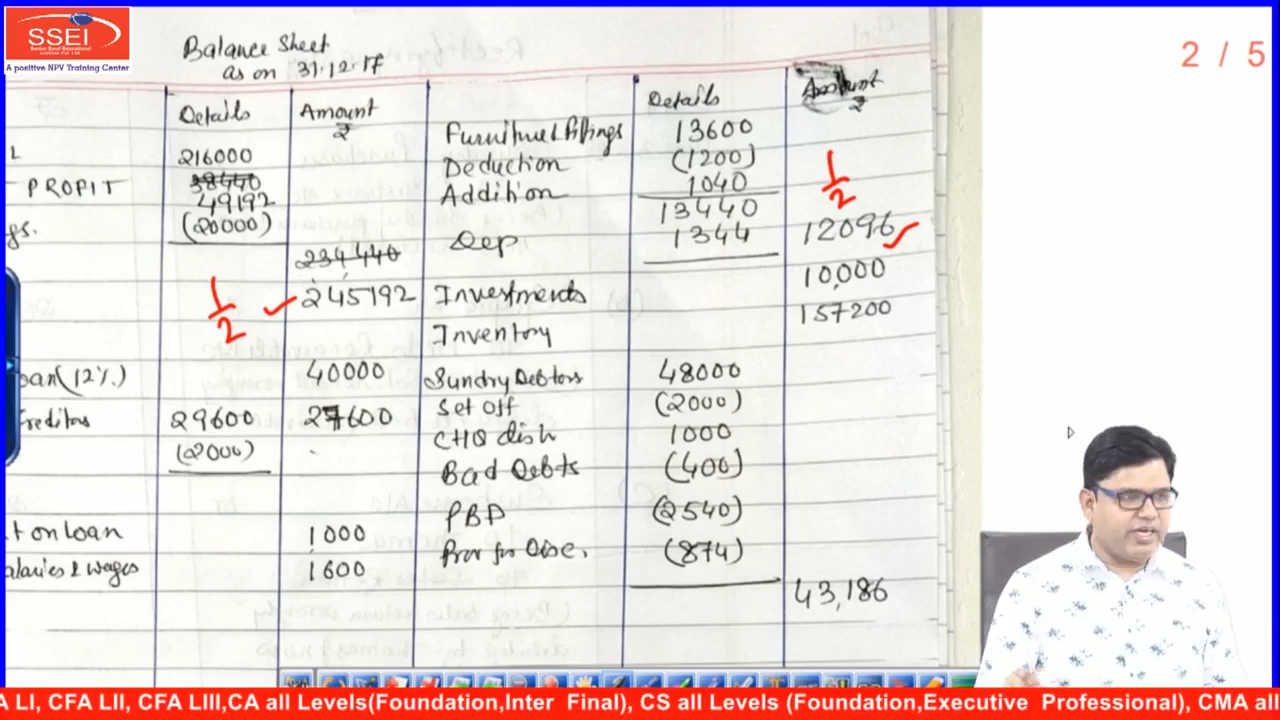 SSEI
A positive NPV Training Center
2 / 5
Balance Sheet
as on 31.12.17
Details
Amount
₹
Details
Amount
₹
216000
PROFIT
38440
49192
(20000)
234440
1/2
245192
oan (12%)
40000
reditors
29600
27600
(2000)
t on loan
1000
alaries & wages
1600
Furniture & Fittings
13600
Deduction
(1200)
Addition
1040
13440
1/2
Dep
1344
12096
Investments
10,000
Inventory
157200
Sundry Debtors
48000
Set off
(2000)
CHQ dish
1000
Bad Debts
(400)
PBD
(2540)
Prov for Disc.
(874)
43,186
A LI, CFA LII, CFA LIII,CA all Levels(Foundation,Inter Final), CS all Levels (Foundation,Executive Professional), CMA all